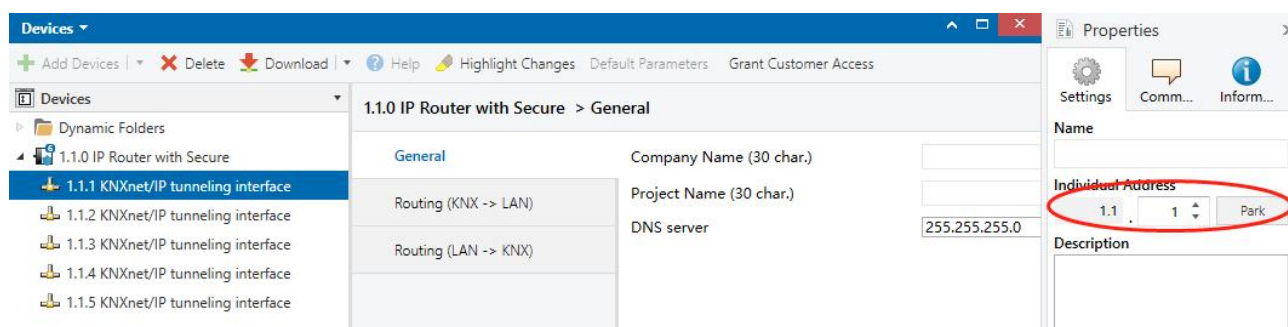 Devices
Add Devices Delete Download Help Highlight Changes Default Parameters Grant Customer Access
Devices
Dynamic Folders
1.1.0 IP Router with Secure
1.1.1 KNXnet/IP tunneling interface
1.1.2 KNXnet/IP tunneling interface
1.1.3 KNXnet/IP tunneling interface
1.1.4 KNXnet/IP tunneling interface
1.1.5 KNXnet/IP tunneling interface
1.1.0 IP Router with Secure > General
General
Routing (KNX -> LAN)
Routing (LAN -> KNX)
Company Name (30 char.)
Project Name (30 char.)
DNS server 255.255.255.0
Properties
Settings Comm... Inform...
Name
Individual Address
1.1 . 1 Park
Description